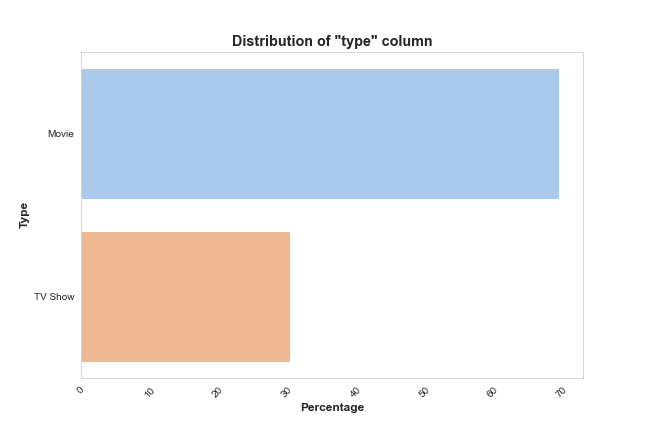 Distribution of "type" column
Movie
TV Show
Type
0 10 20 30 40 50 60 70
Percentage